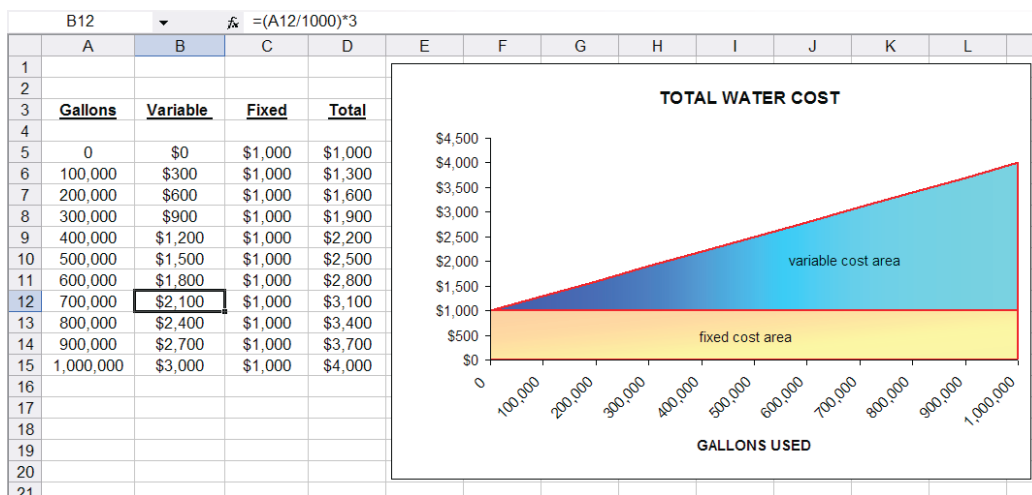 B12 fx =(A12/1000)*3
A B C D E F G H I J K L
1
2
3 Gallons Variable Fixed Total
4
5 0 $0 $1,000 $1,000
6 100,000 $300 $1,000 $1,300
7 200,000 $600 $1,000 $1,600
8 300,000 $900 $1,000 $1,900
9 400,000 $1,200 $1,000 $2,200
10 500,000 $1,500 $1,000 $2,500
11 600,000 $1,800 $1,000 $2,800
12 700,000 $2,100 $1,000 $3,100
13 800,000 $2,400 $1,000 $3,400
14 900,000 $2,700 $1,000 $3,700
15 1,000,000 $3,000 $1,000 $4,000
16
17
18
19
20
21
TOTAL WATER COST
$4,500
$4,000
$3,500
$3,000
$2,500
$2,000
$1,500
$1,000
$500
$0
variable cost area
fixed cost area
0 100,000 200,000 300,000 400,000 500,000 600,000 700,000 800,000 900,000 1,000,000
GALLONS USED